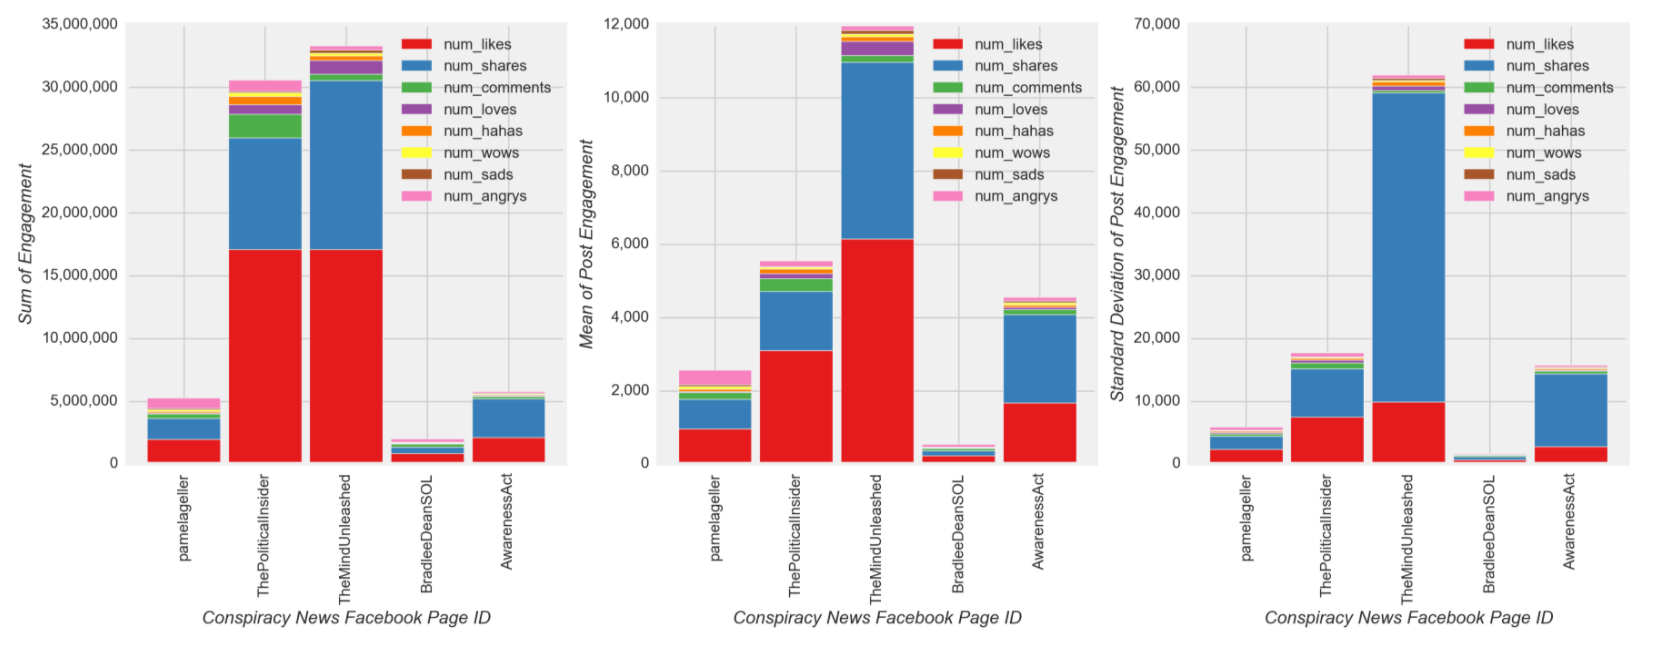 35,000,000
30,000,000
25,000,000
20,000,000
15,000,000
10,000,000
5,000,000
0
Sum of Engagement
num_likes
num_shares
num_comments
num_loves
num_hahas
num_wows
num_sads
num_angrys
pamelageller
ThePoliticalInsider
TheMindUnleashed
BradleeDeanSOL
AwarenessAct
Conspiracy News Facebook Page ID
12,000
10,000
8,000
6,000
4,000
2,000
0
Mean of Post Engagement
num_likes
num_shares
num_comments
num_loves
num_hahas
num_wows
num_sads
num_angrys
pamelageller
ThePoliticalInsider
TheMindUnleashed
BradleeDeanSOL
AwarenessAct
Conspiracy News Facebook Page ID
70,000
60,000
50,000
40,000
30,000
20,000
10,000
0
Standard Deviation of Post Engagement
num_likes
num_shares
num_comments
num_loves
num_hahas
num_wows
num_sads
num_angrys
pamelageller
ThePoliticalInsider
TheMindUnleashed
BradleeDeanSOL
AwarenessAct
Conspiracy News Facebook Page ID